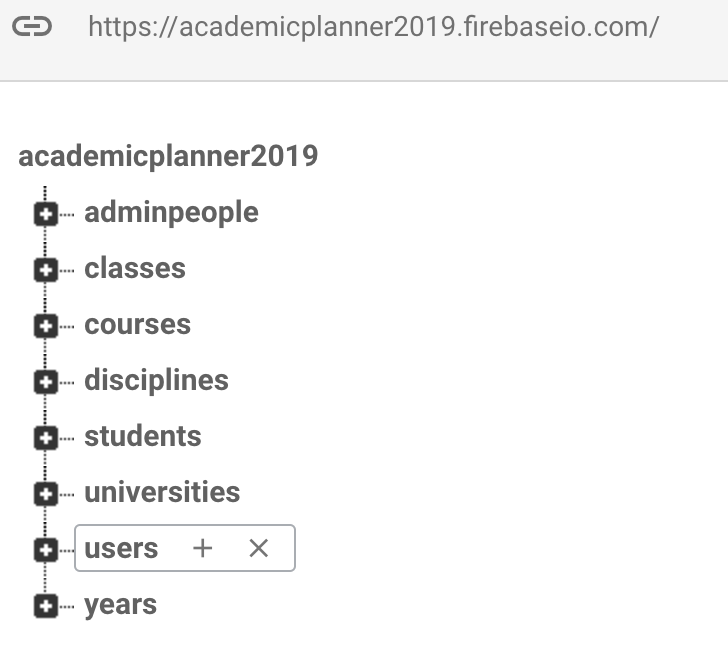 https://academicplanner2019.firebaseio.com/
academicplanner2019
adminpeople
classes
courses
disciplines
students
universities
users
years